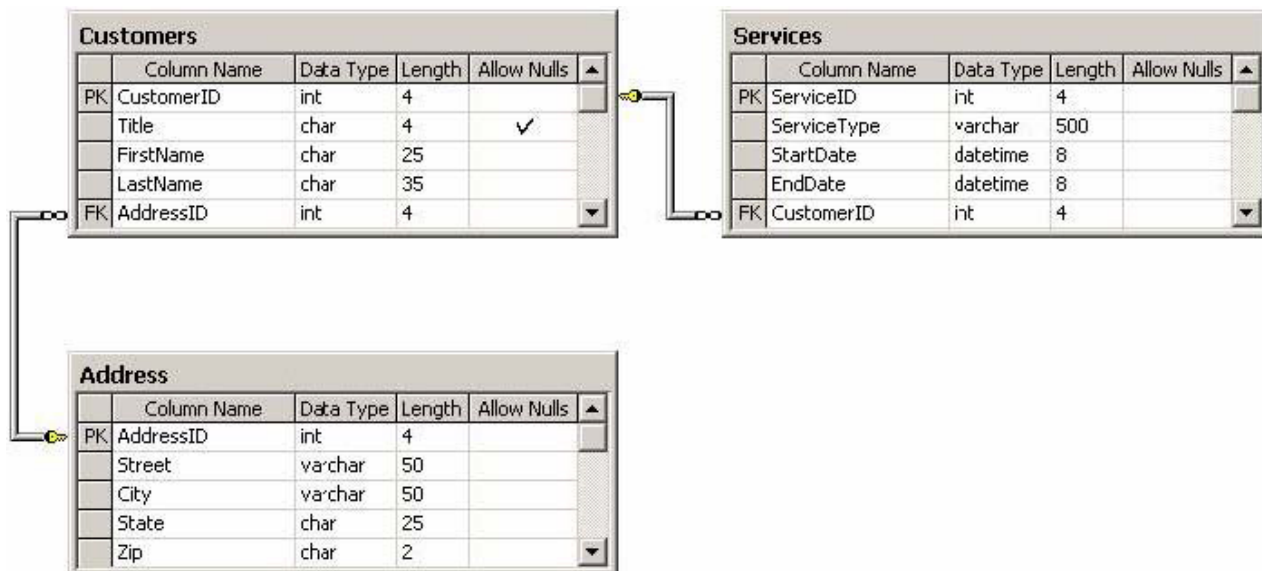 Customers
Column Name Data Type Length Allow Nulls
PK CustomerID int 4
Title char 4 ✓
FirstName char 25
LastName char 35
FK AddressID int 4
Services
Column Name Data Type Length Allow Nulls
PK ServiceID int 4
ServiceType varchar 500
StartDate datetime 8
EndDate datetime 8
FK CustomerID int 4
Address
Column Name Data Type Length Allow Nulls
PK AddressID int 4
Street varchar 50
City varchar 50
State char 25
Zip char 2